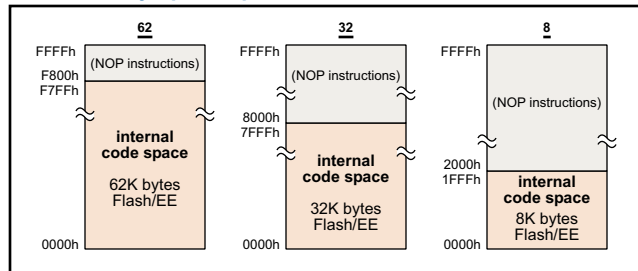 62
FFFFh
(NOP instructions)
F800h
F7FFh
internal
code space
62K bytes
Flash/EE
0000h
32
FFFFh
(NOP instructions)
8000h
7FFFh
internal
code space
32K bytes
Flash/EE
0000h
8
FFFFh
(NOP instructions)
2000h
1FFFh
internal
code space
8K bytes
Flash/EE
0000h